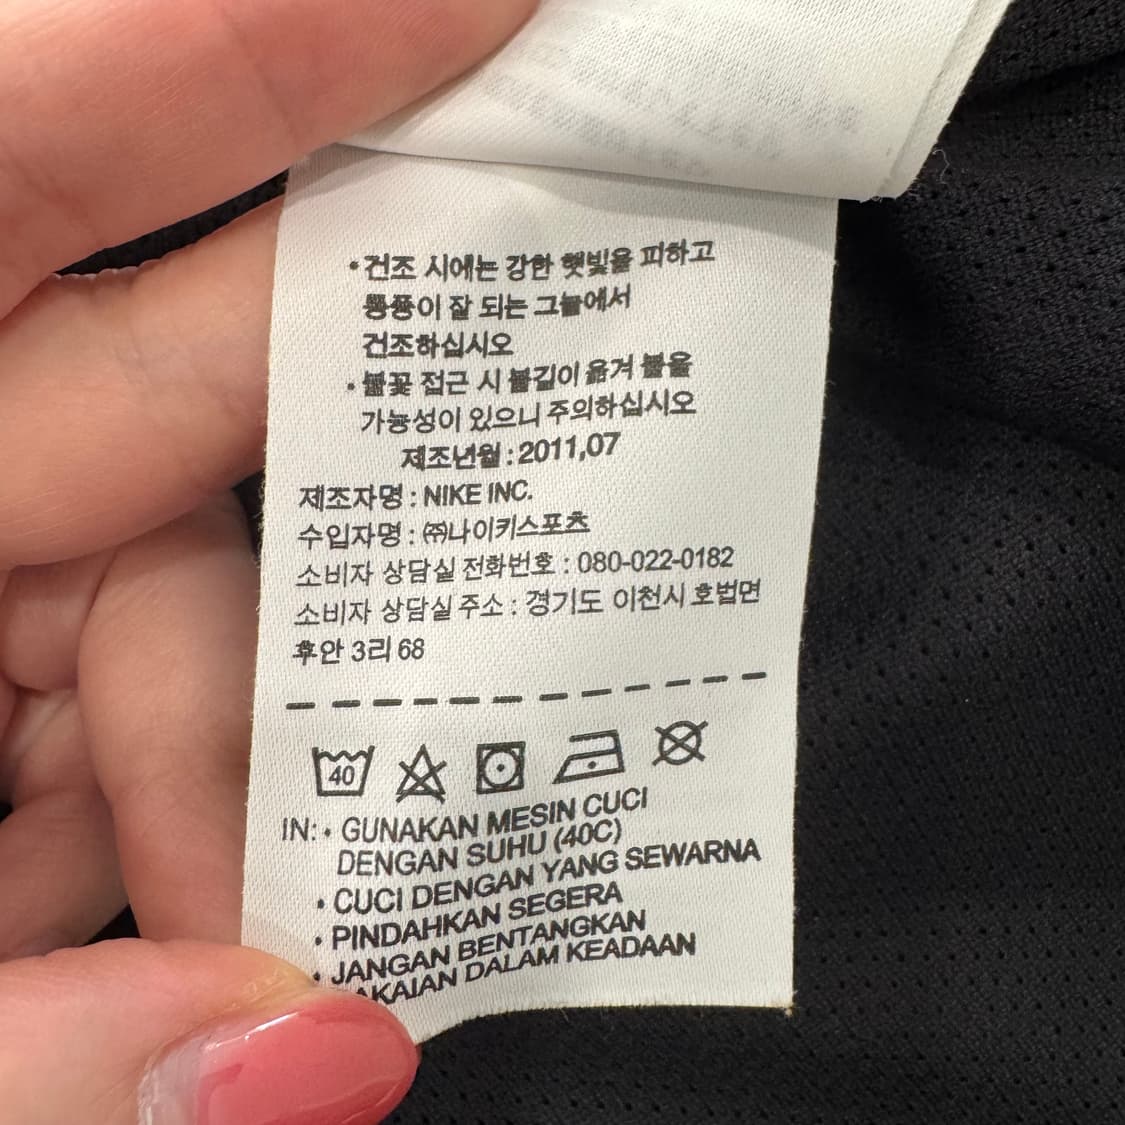 • 건조 시에는 강한 햇빛을 피하고
통풍이 잘 되는 그늘에서
건조하십시오
• 불꽃 접근 시 불길이 옮겨 붙을
가능성이 있으니 주의하십시오
제조년월 : 2011,07
제조자명 : NIKE INC.
수입자명 : ㈜나이키스포츠
소비자 상담실 전화번호 : 080-022-0182
소비자 상담실 주소 : 경기도 이천시 호법면
후안 3리 68
40
IN: • GUNAKAN MESIN CUCI
DENGAN SUHU (40C)
• CUCI DENGAN YANG SEWARNA
• PINDAHKAN SEGERA
• JANGAN BENTANGKAN
AKAIAN DALAM KEADAAN